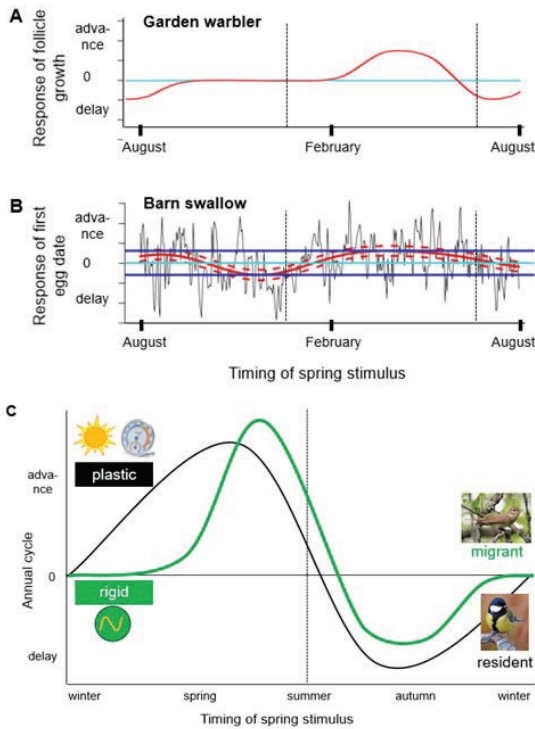 A
Garden warbler
Response of follicle
growth
adva-
nce
0
delay
August
February
August
B
Barn swallow
Response of first
egg date
adva-
nce
0
delay
August
February
August
Timing of spring stimulus
C
plastic
adva-
nce
Annual cycle
0
rigid
delay
migrant
resident
winter
spring
summer
autumn
winter
Timing of spring stimulus